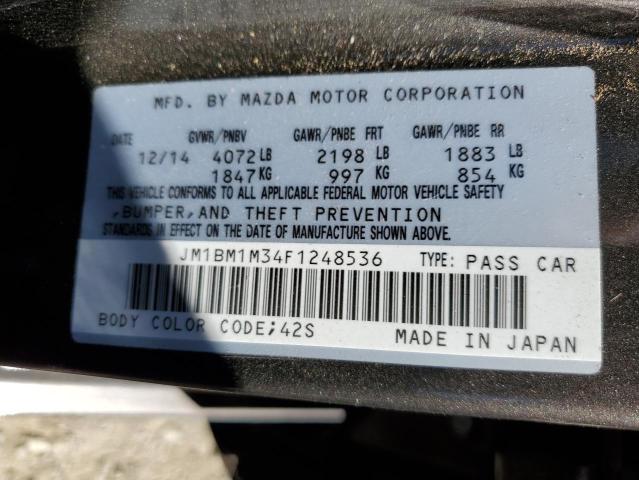 MFD. BY MAZDA MOTOR CORPORATION
DATE GVWR/PNBV GAWR/PNBE FRT GAWR/PNBE RR
12/14 4072 LB 2198 LB 1883 LB
1847 KG 997 KG 854 KG
THIS VEHICLE CONFORMS TO ALL APPLICABLE FEDERAL MOTOR VEHICLE SAFETY
,BUMPER,AND THEFT PREVENTION
STANDARDS IN EFFECT ON THE DATE OF MANUFACTURE SHOWN ABOVE.
JM1BM1M34F1248536 TYPE: PASS CAR
BODY COLOR CODE;42S MADE IN JAPAN